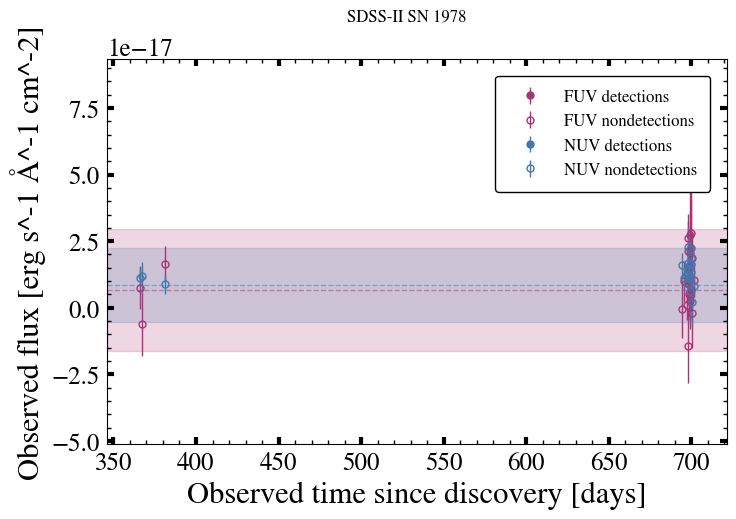 SDSS-II SN 1978
1e−17
7.5
5.0
2.5
0.0
−2.5
−5.0
Observed flux [erg s^-1 Å^-1 cm^-2]
FUV detections
FUV nondetections
NUV detections
NUV nondetections
350 400 450 500 550 600 650 700
Observed time since discovery [days]